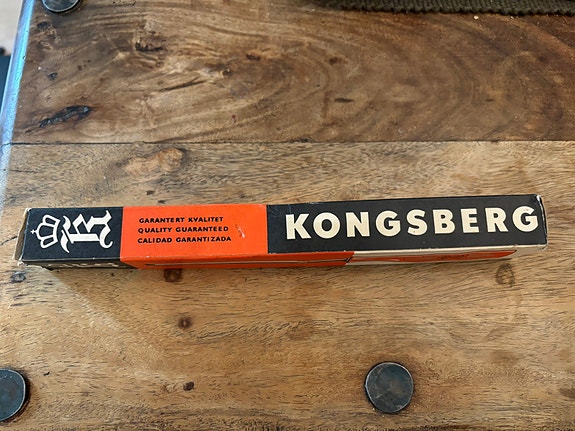 K
GARANTERT KVALITET
QUALITY GUARANTEED
CALIDAD GARANTIZADA
KONGSBERG